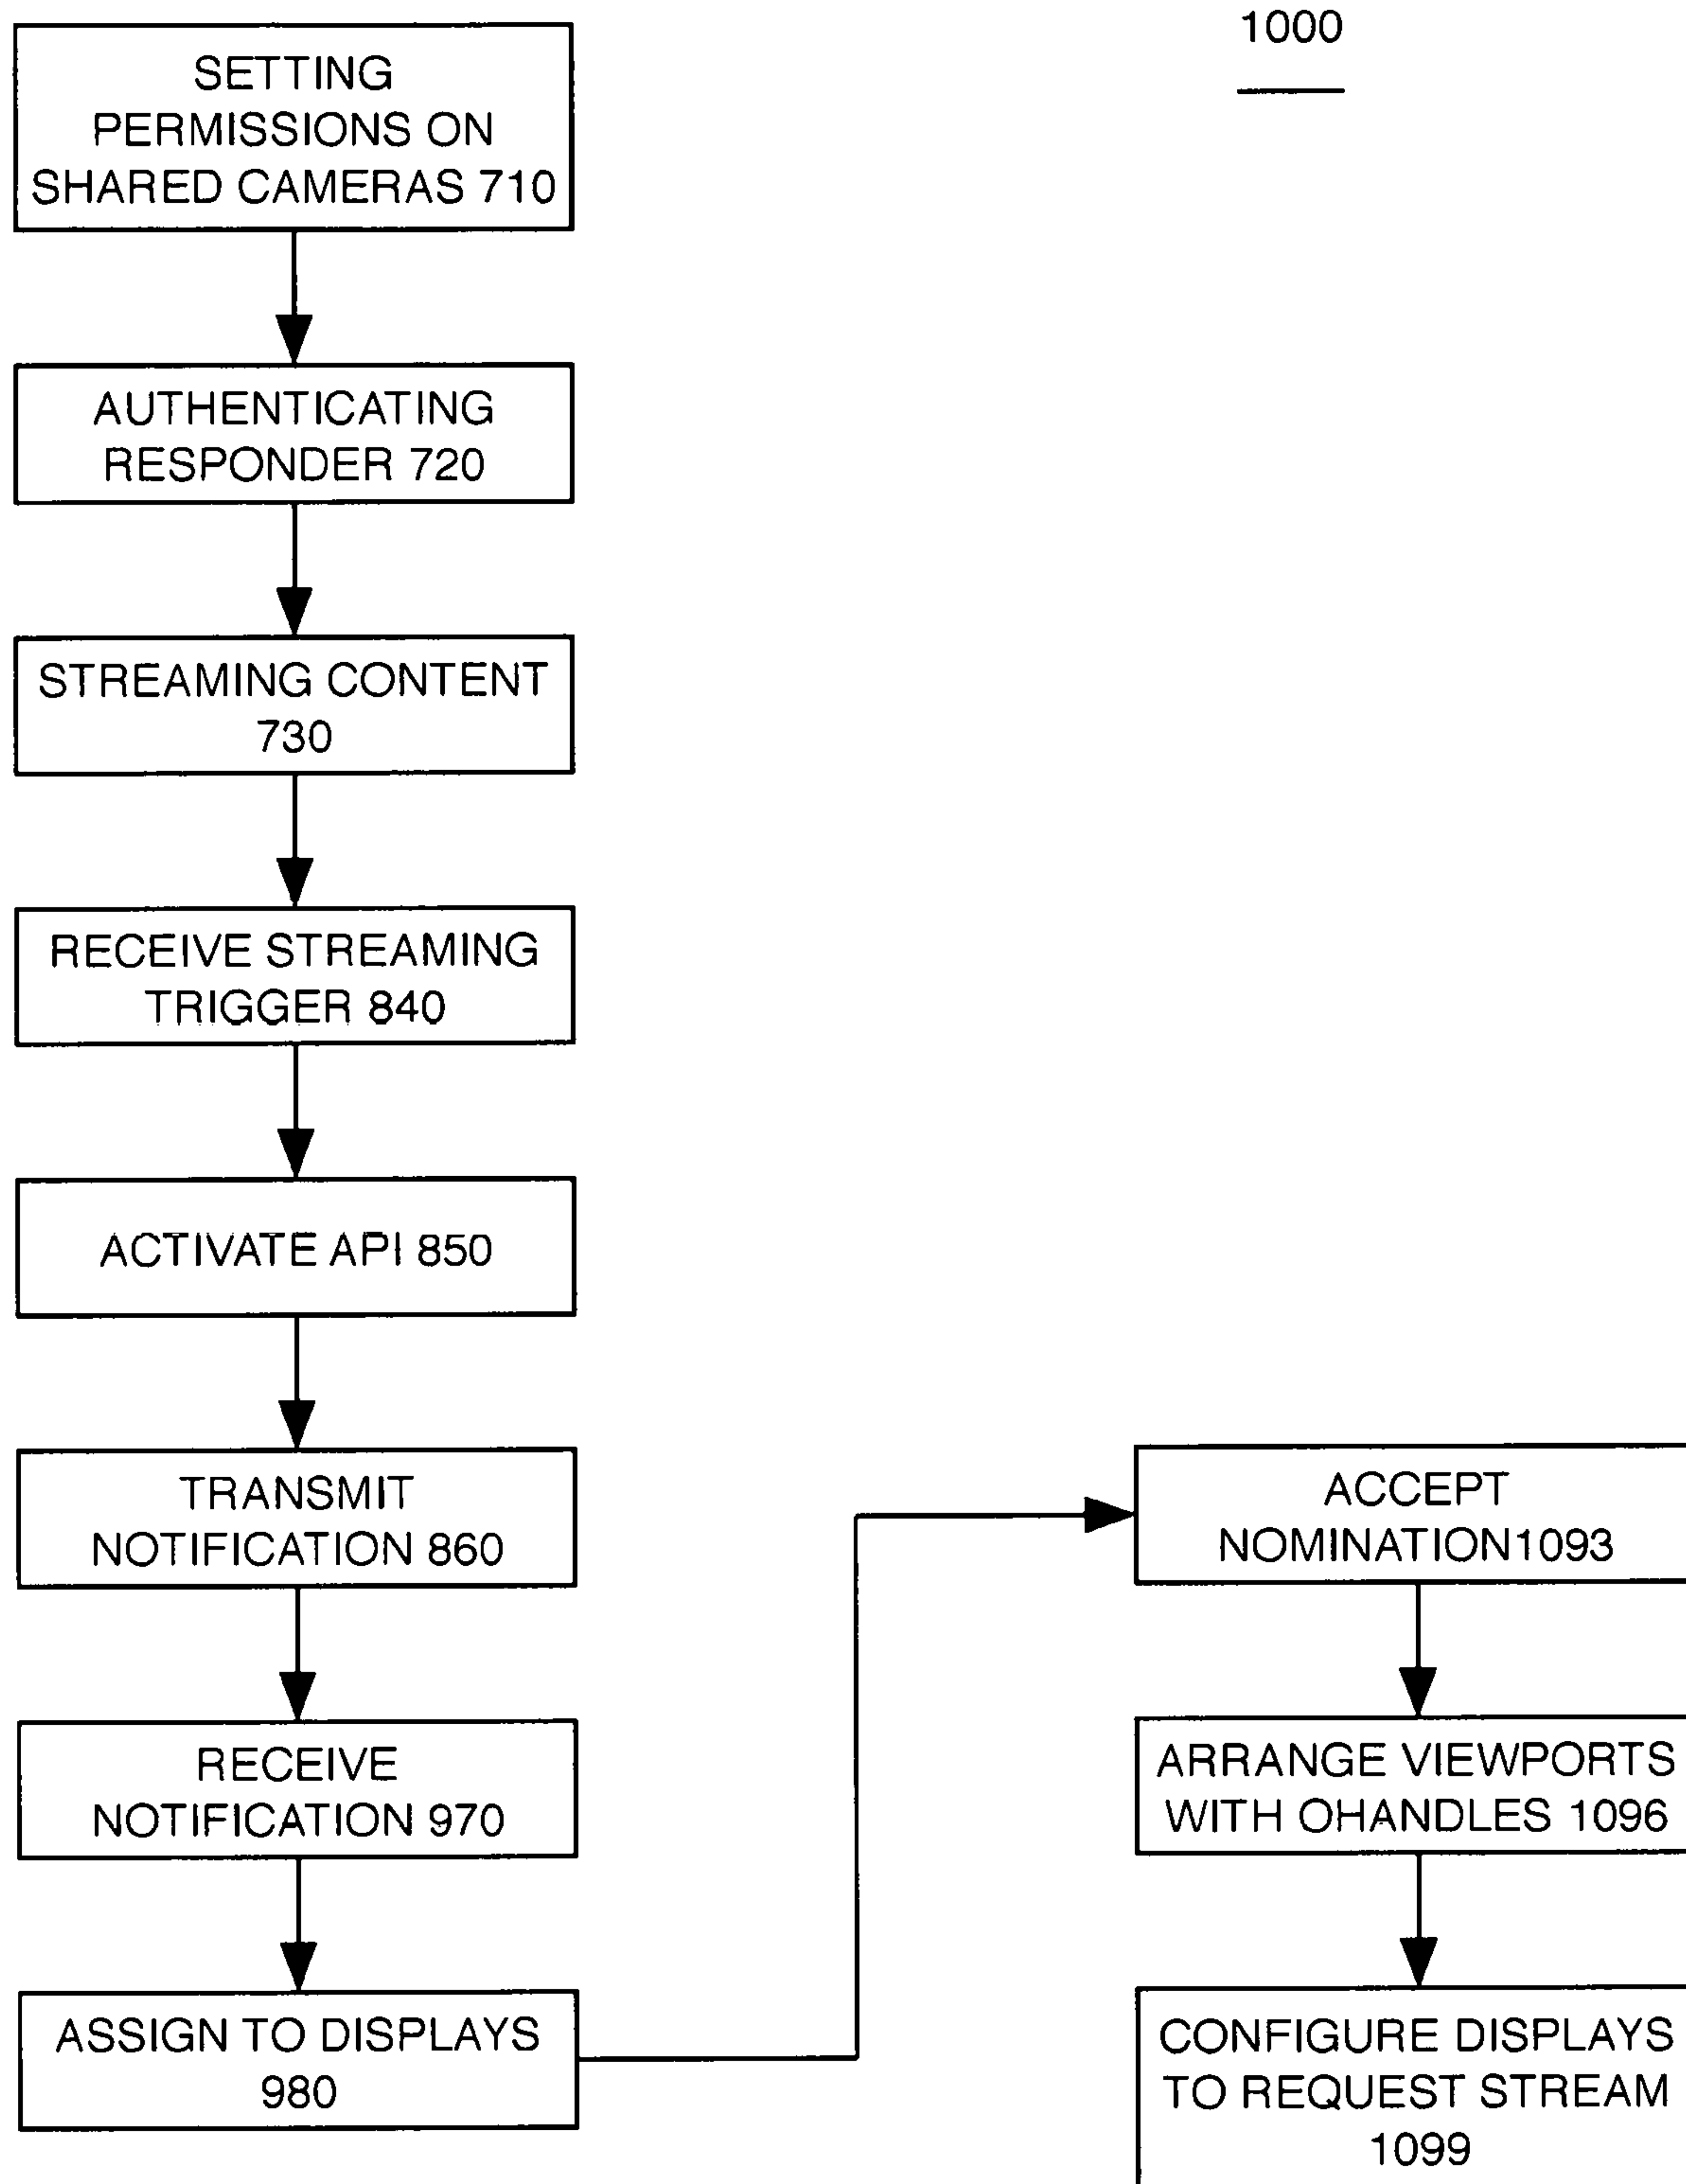 1000
SETTING
PERMISSIONS ON
SHARED CAMERAS 710
AUTHENTICATING
RESPONDER 720
STREAMING CONTENT
730
RECEIVE STREAMING
TRIGGER 840
ACTIVATE API 850
TRANSMIT
NOTIFICATION 860
RECEIVE
NOTIFICATION 970
ASSIGN TO DISPLAYS
980
ACCEPT
NOMINATION1093
ARRANGE VIEWPORTS
WITH OHANDLES 1096
CONFIGURE DISPLAYS
TO REQUEST STREAM
1099